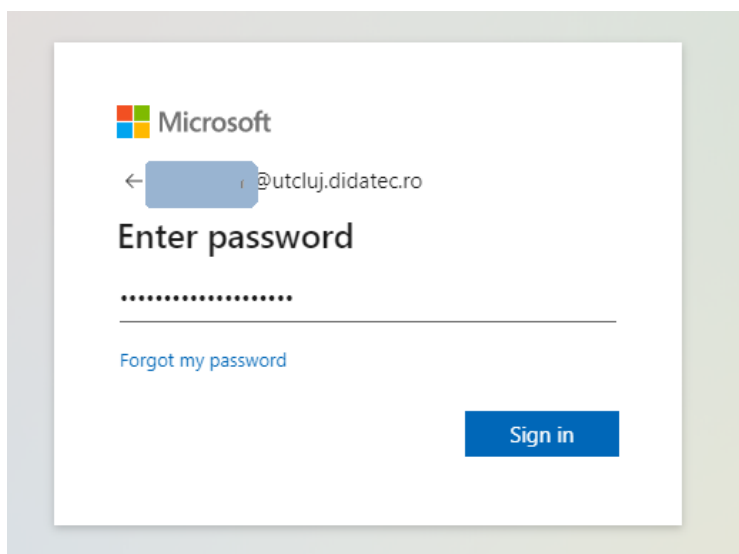 Microsoft
@utcluj.didatec.ro
Enter password
••••••••••••••••••••
Forgot my password
Sign in